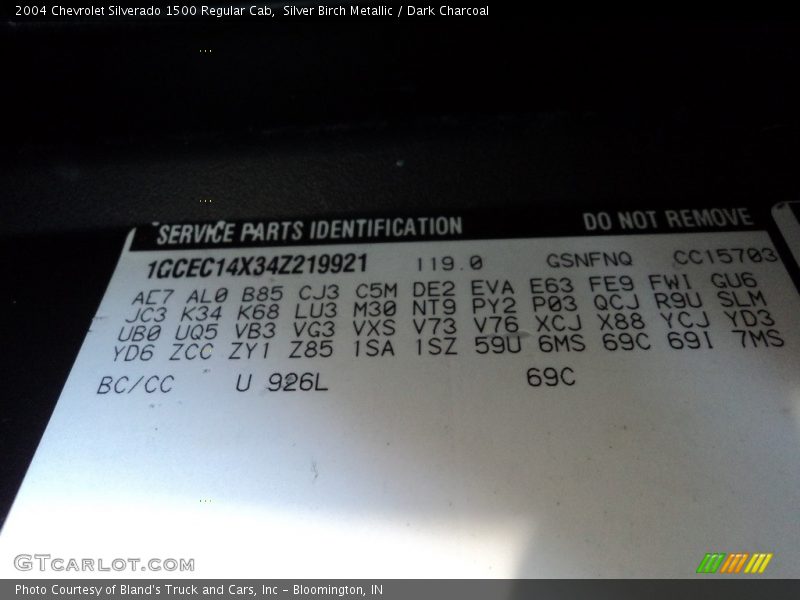 2004 Chevrolet Silverado 1500 Regular Cab,  Silver Birch Metallic / Dark Charcoal
SERVICE PARTS IDENTIFICATION DO NOT REMOVE
1GCEC14X34Z219921 119.0 GSNFNQ CC15703
AE7 AL0 B85 CJ3 C5M DE2 EVA E63 FE9 FW1 GU6
JC3 K34 K68 LU3 M30 NT9 PY2 P03 QCJ R9U SLM
UB0 UQ5 VB3 VG3 VXS V73 V76 XCJ X88 YCJ YD3
YD6 ZCC ZY1 Z85 1SA 1SZ 59U 6MS 69C 69I 7MS
BC/CC U 926L 69C
GTCARLOT.COM
Photo Courtesy of Bland's Truck and Cars, Inc – Bloomington, IN